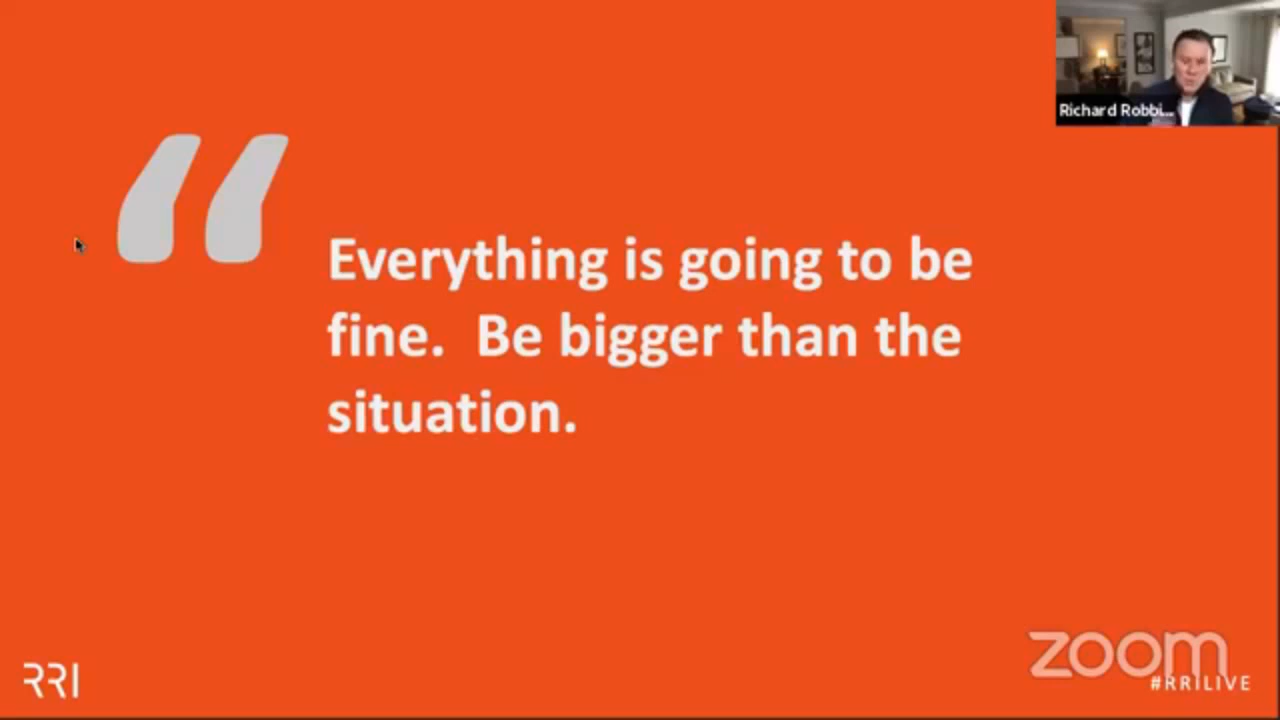 Richard Robbi...
“
Everything is going to be
fine.  Be bigger than the
situation.
RRI
zoom
#RRILIVE